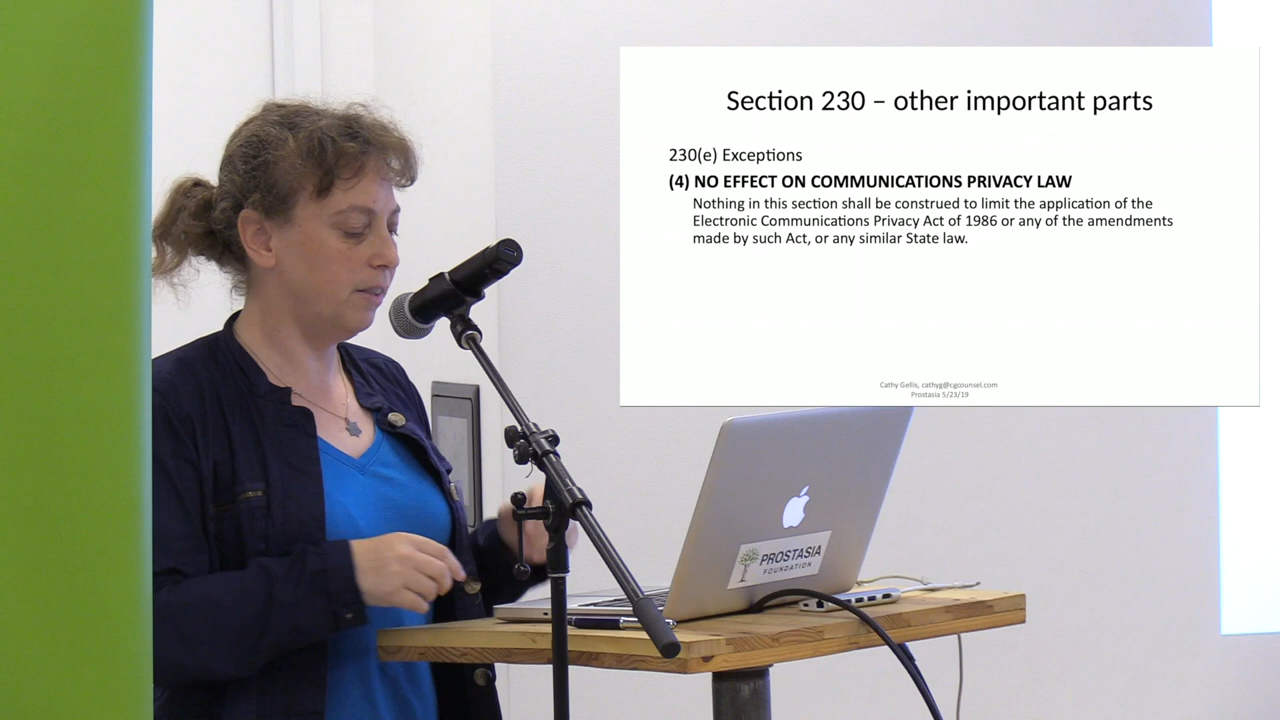 Section 230 – other important parts
230(e) Exceptions
(4) NO EFFECT ON COMMUNICATIONS PRIVACY LAW
Nothing in this section shall be construed to limit the application of the
Electronic Communications Privacy Act of 1986 or any of the amendments
made by such Act, or any similar State law.
Cathy Gellis, cathyg@cgcounsel.com
Prostasia 5/23/19
PROSTASIA
FOUNDATION